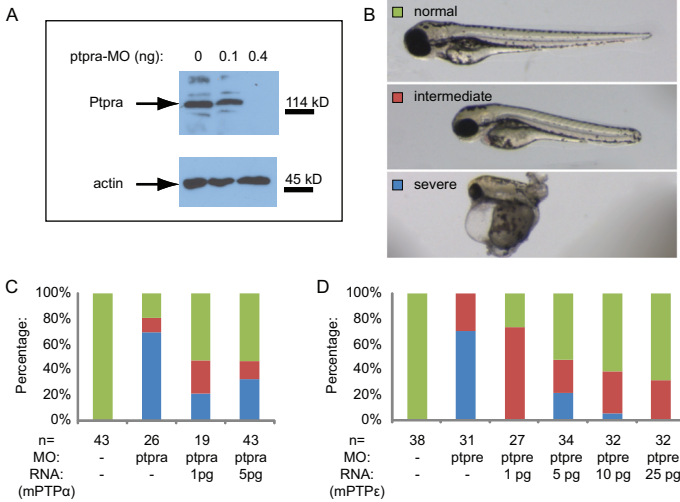 A
ptpra-MO (ng): 0 0.1 0.4
Ptpra
114 kD
actin
45 kD
B
normal
intermediate
severe
C
Percentage:
100%
80%
60%
40%
20%
0%
n= 43 26 19 43
MO: - ptpra ptpra ptpra
RNA: - - 1pg 5pg
(mPTPα)
D
Percentage:
100%
80%
60%
40%
20%
0%
n= 38 31 27 34 32 32
MO: - ptpre ptpre ptpre ptpre ptpre
RNA: - - 1 pg 5 pg 10 pg 25 pg
(mPTPε)